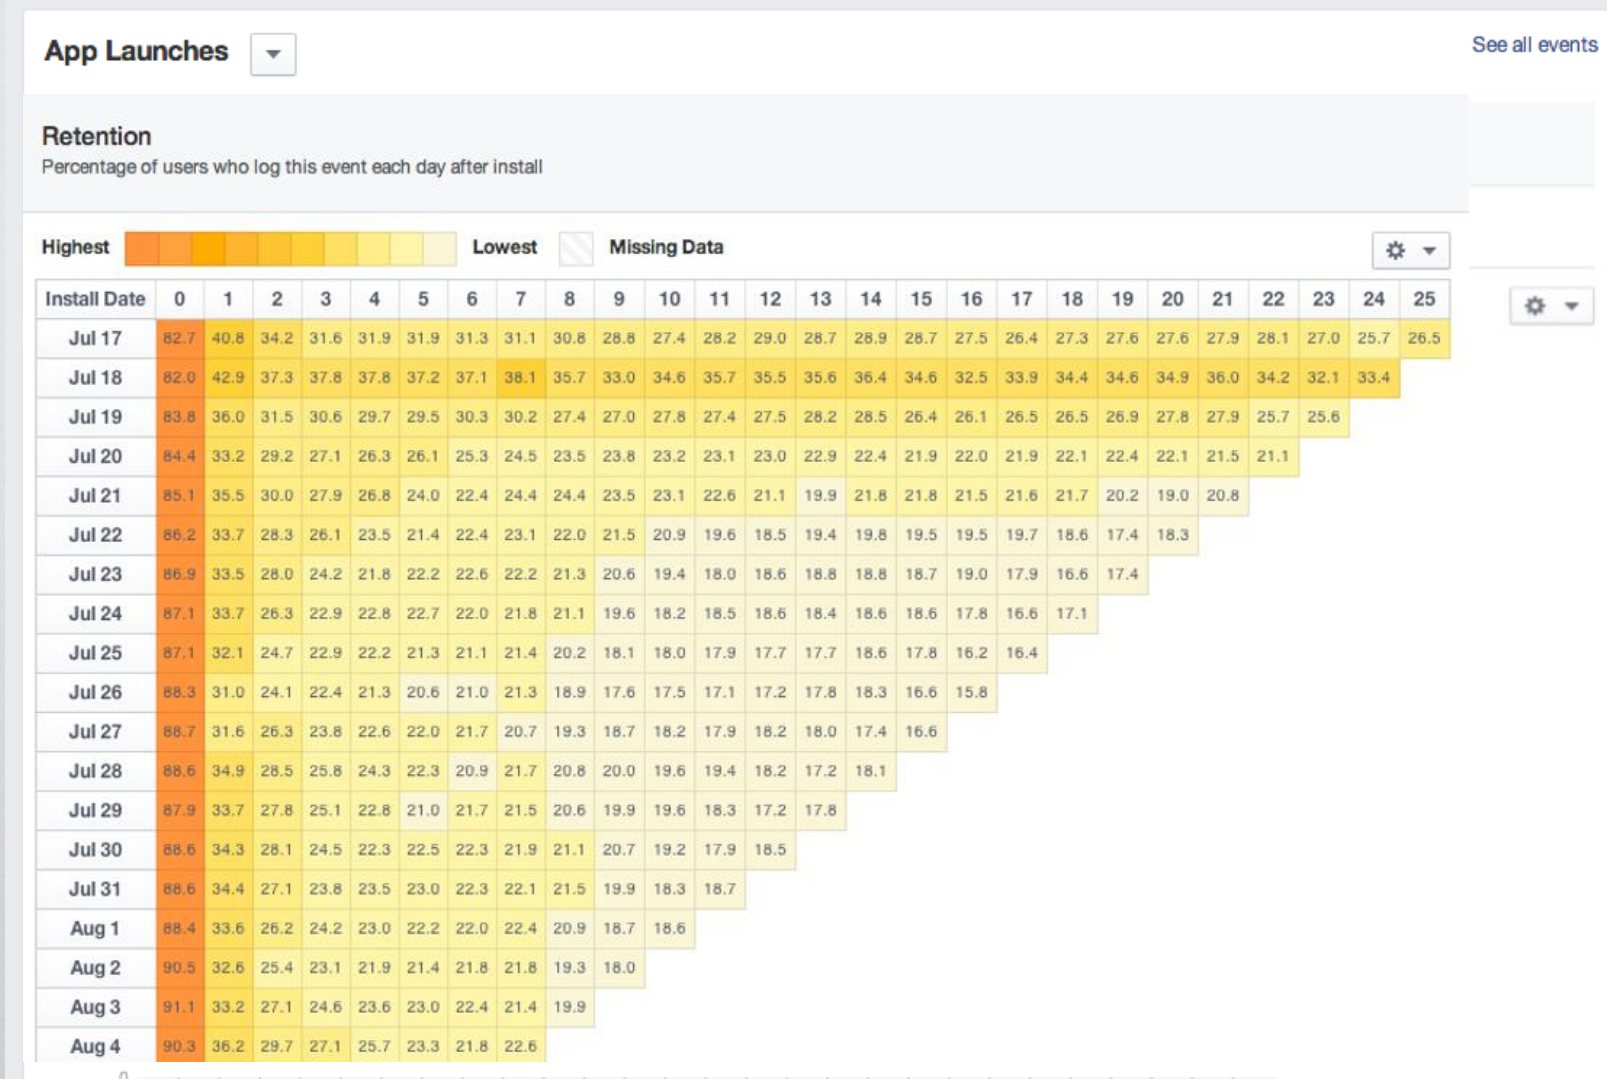 App Launches
See all events
Retention
Percentage of users who log this event each day after install
Highest Lowest Missing Data
Install Date 0 1 2 3 4 5 6 7 8 9 10 11 12 13 14 15 16 17 18 19 20 21 22 23 24 25
Jul 17 82.7 40.8 34.2 31.6 31.9 31.9 31.3 31.1 30.8 28.8 27.4 28.2 29.0 28.7 28.9 28.7 27.5 26.4 27.3 27.6 27.6 27.9 28.1 27.0 25.7 26.5
Jul 18 82.0 42.9 37.3 37.8 37.8 37.2 37.1 38.1 35.7 33.0 34.6 35.7 35.5 35.6 36.4 34.6 32.5 33.9 34.4 34.6 34.9 36.0 34.2 32.1 33.4
Jul 19 83.8 36.0 31.5 30.6 29.7 29.5 30.3 30.2 27.4 27.0 27.8 27.4 27.5 28.2 28.5 26.4 26.1 26.5 26.5 26.9 27.8 27.9 25.7 25.6
Jul 20 84.4 33.2 29.2 27.1 26.3 26.1 25.3 24.5 23.5 23.8 23.2 23.1 23.0 22.9 22.4 21.9 22.0 21.9 22.1 22.4 22.1 21.5 21.1
Jul 21 85.1 35.5 30.0 27.9 26.8 24.0 22.4 24.4 24.4 23.5 23.1 22.6 21.1 19.9 21.8 21.8 21.5 21.6 21.7 20.2 19.0 20.8
Jul 22 86.2 33.7 28.3 26.1 23.5 21.4 22.4 23.1 22.0 21.5 20.9 19.6 18.5 19.4 19.8 19.5 19.5 19.7 18.6 17.4 18.3
Jul 23 86.9 33.5 28.0 24.2 21.8 22.2 22.6 22.2 21.3 20.6 19.4 18.0 18.6 18.8 18.8 18.7 19.0 17.9 16.6 17.4
Jul 24 87.1 33.7 26.3 22.9 22.8 22.7 22.0 21.8 21.1 19.6 18.2 18.5 18.6 18.4 18.6 18.6 17.8 16.6 17.1
Jul 25 87.1 32.1 24.7 22.9 22.2 21.3 21.1 21.4 20.2 18.1 18.0 17.9 17.7 17.7 18.6 17.8 16.2 16.4
Jul 26 88.3 31.0 24.1 22.4 21.3 20.6 21.0 21.3 18.9 17.6 17.5 17.1 17.2 17.8 18.3 16.6 15.8
Jul 27 88.7 31.6 26.3 23.8 22.6 22.0 21.7 20.7 19.3 18.7 18.2 17.9 18.2 18.0 17.4 16.6
Jul 28 88.6 34.9 28.5 25.8 24.3 22.3 20.9 21.7 20.8 20.0 19.6 19.4 18.2 17.2 18.1
Jul 29 87.9 33.7 27.8 25.1 22.8 21.0 21.7 21.5 20.6 19.9 19.6 18.3 17.2 17.8
Jul 30 88.6 34.3 28.1 24.5 22.3 22.5 22.3 21.9 21.1 20.7 19.2 17.9 18.5
Jul 31 88.6 34.4 27.1 23.8 23.5 23.0 22.3 22.1 21.5 19.9 18.3 18.7
Aug 1 88.4 33.6 26.2 24.2 23.0 22.2 22.0 22.4 20.9 18.7 18.6
Aug 2 90.5 32.6 25.4 23.1 21.9 21.4 21.8 21.8 19.3 18.0
Aug 3 91.1 33.2 27.1 24.6 23.6 23.0 22.4 21.4 19.9
Aug 4 90.3 36.2 29.7 27.1 25.7 23.3 21.8 22.6